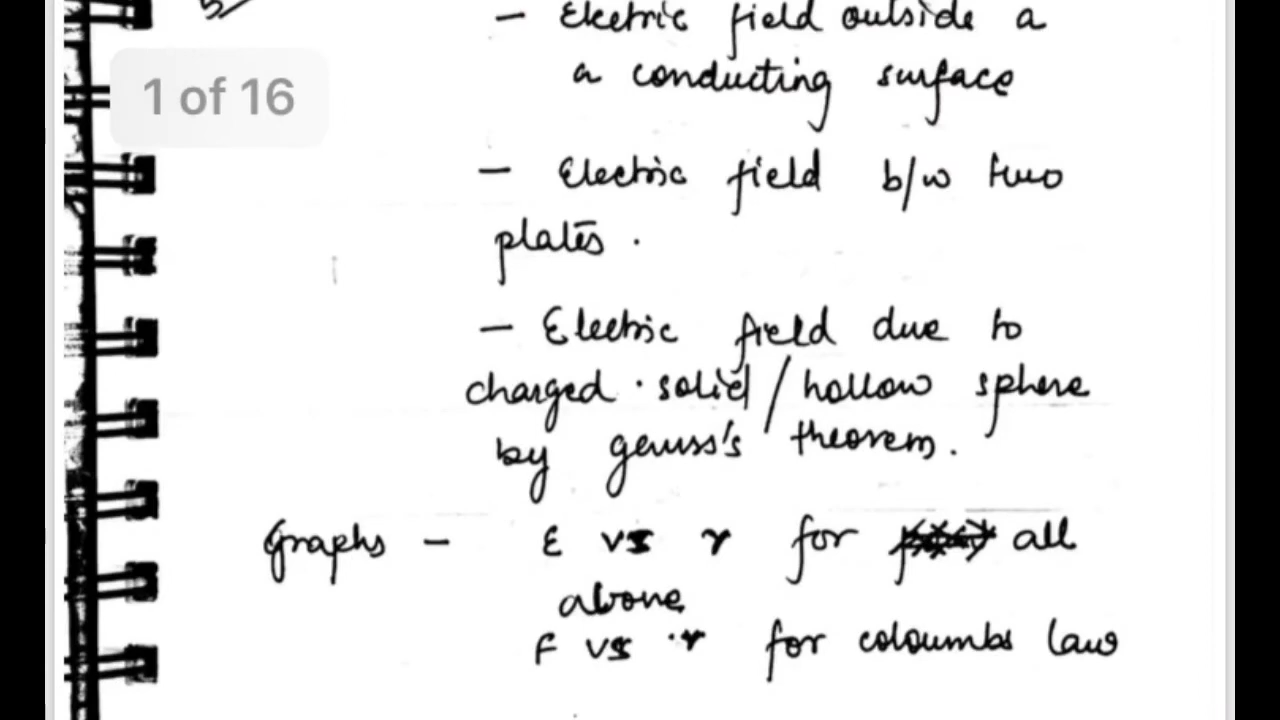 - Electric field outside a
1 of 16
a conducting surface
- Electric field b/w two
plates.
- Electric field due to
charged solid / hollow sphere
by gauss's theorem.
Graphs - E vs r for all
above
F vs r for coloumbs law